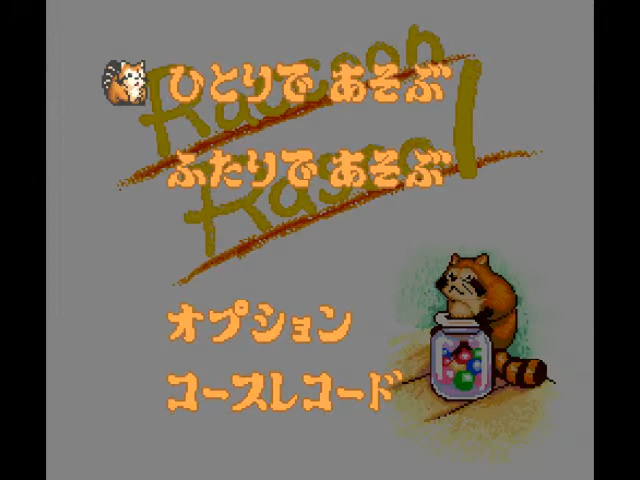 Raccoon
Rascal
ひとりで あそぶ
ふたりで あそぶ
オプション
コースレコード